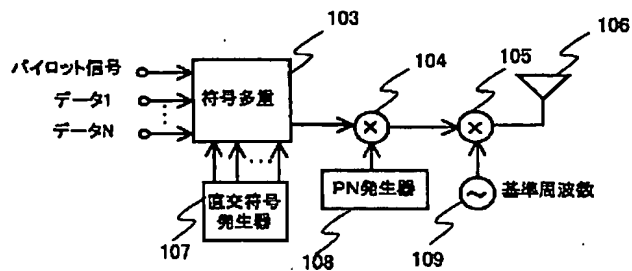 103
パイロット信号
データ1
データN
符号多重
104
105
106
直交符号
発生器
107
PN発生器
108
基準周波数
109